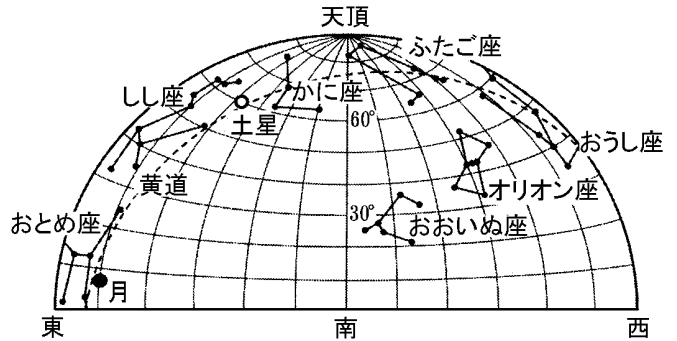 天頂
ふたご座
しし座
かに座
土星
60°
おうし座
黄道
オリオン座
30°
おとめ座
おおいぬ座
月
東
南
西